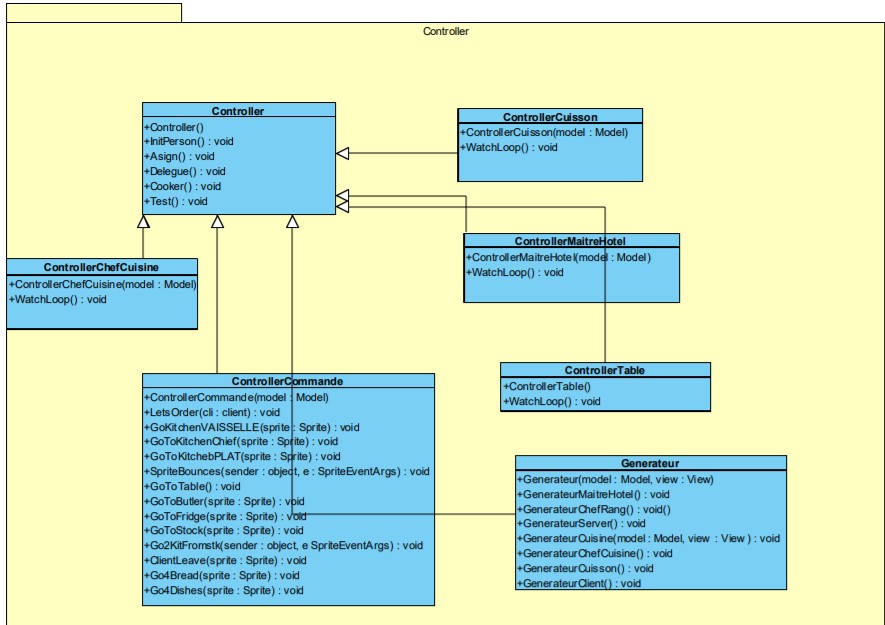 Controller
Controller
+Controller()
+InitPerson() : void
+Asign() : void
+Delegue() : void
+Cooker() : void
+Test() : void
ControllerCuisson
+ControllerCuisson(model : Model)
+WatchLoop() : void
ControllerMaitreHotel
+ControllerMaitreHotel(model : Model)
+WatchLoop() : void
ControllerChefCuisine
+ControllerChefCuisine(model : Model)
+WatchLoop() : void
ControllerTable
+ControllerTable()
+WatchLoop() : void
ControllerCommande
+ControllerCommande(model : Model)
+LetsOrder(cli : client) : void
+GoKitchenVAISSELLE(sprite : Sprite) : void
+GoToKitchenChief(sprite : Sprite) : void
+GoToKitchebPLAT(sprite : Sprite) : void
+SpriteBounces(sender : object, e : SpriteEventArgs) : void
+GoToTable() : void
+GoToButler(sprite : Sprite) : void
+GoToFridge(sprite : Sprite) : void
+GoToStock(sprite : Sprite) : void
+Go2KitFromstk(sender : object, e SpriteEventArgs) : void
+ClientLeave(sprite : Sprite) : void
+Go4Bread(sprite : Sprite) : void
+Go4Dishes(sprite : Sprite) : void
Generateur
+Generateur(model : Model, view : View)
+GenerateurMaitreHotel() : void
+GenerateurChefRang() : void()
+GenerateurServer() : void
+GenerateurCuisine(model : Model, view : View ) : void
+GenerateurChefCuisine() : void
+GenerateurCuisson() : void
+GenerateurClient() : void